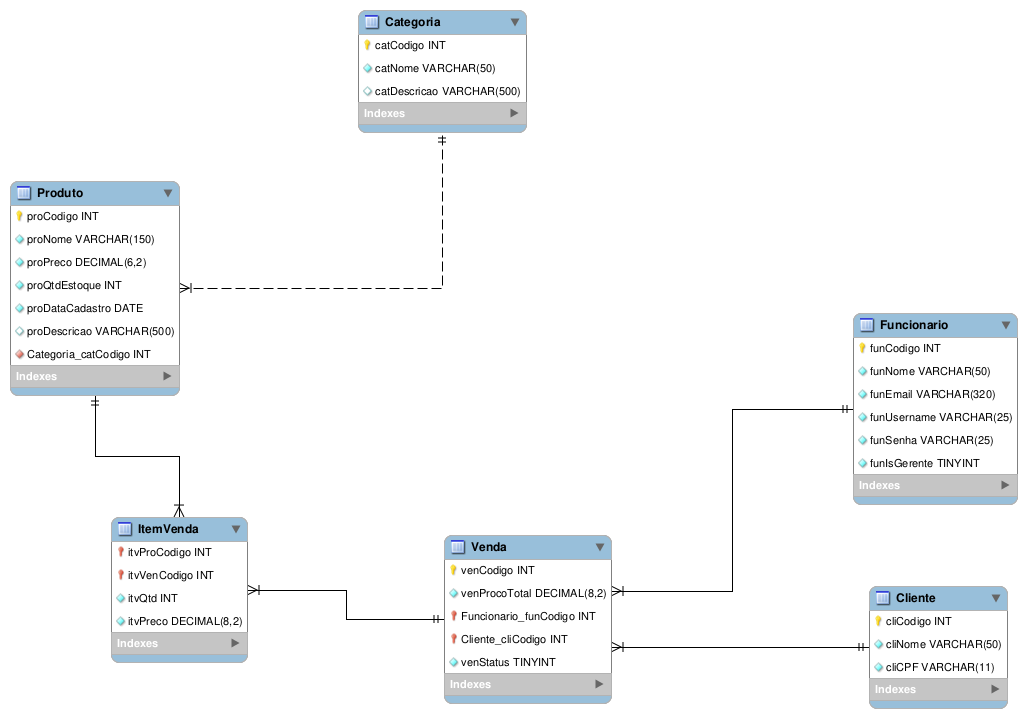 Categoria
catCodigo INT
catNome VARCHAR(50)
catDescricao VARCHAR(500)
Indexes
Produto
proCodigo INT
proNome VARCHAR(150)
proPreco DECIMAL(6,2)
proQtdEstoque INT
proDataCadastro DATE
proDescricao VARCHAR(500)
Categoria_catCodigo INT
Indexes
Funcionario
funCodigo INT
funNome VARCHAR(50)
funEmail VARCHAR(320)
funUsername VARCHAR(25)
funSenha VARCHAR(25)
funIsGerente TINYINT
Indexes
ItemVenda
itvProCodigo INT
itvVenCodigo INT
itvQtd INT
itvPreco DECIMAL(8,2)
Indexes
Venda
venCodigo INT
venProcoTotal DECIMAL(8,2)
Funcionario_funCodigo INT
Cliente_cliCodigo INT
venStatus TINYINT
Indexes
Cliente
cliCodigo INT
cliNome VARCHAR(50)
cliCPF VARCHAR(11)
Indexes